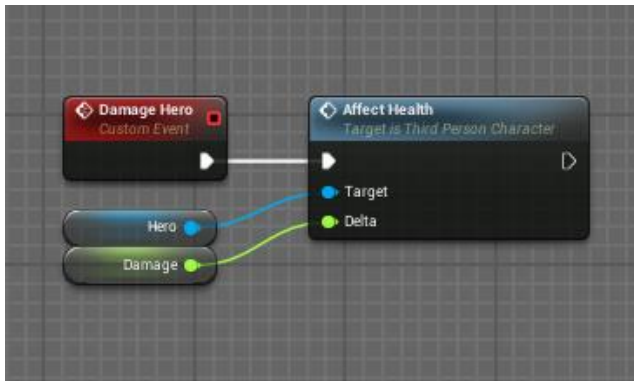 Damage Hero
Custom Event
Affect Health
Target is Third Person Character
Target
Delta
Hero
Damage